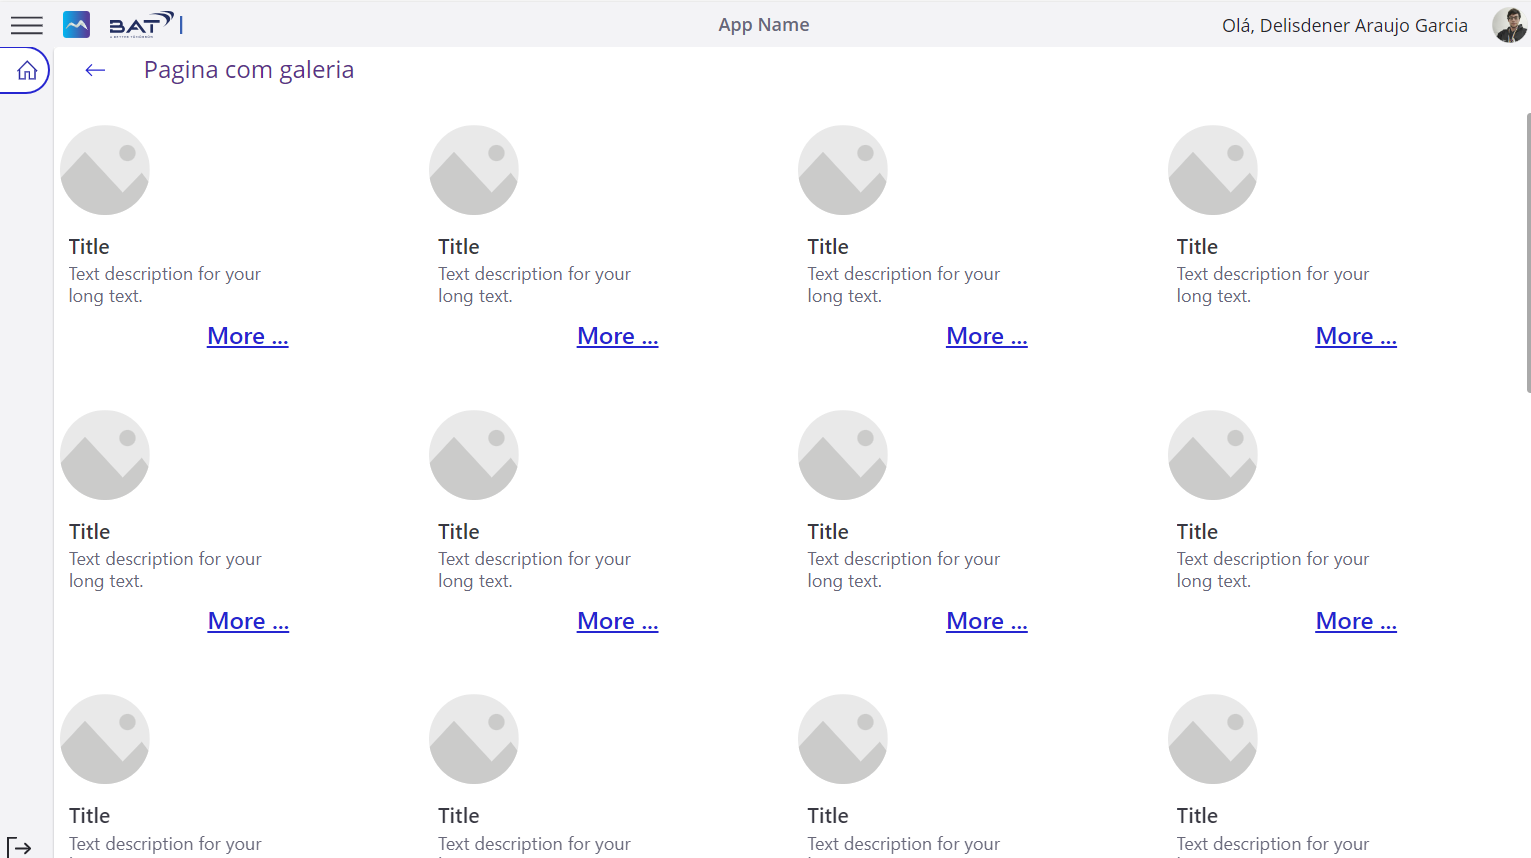 BAT
App Name
Olá, Delisdener Araujo Garcia
Pagina com galeria
Title
Text description for your
long text.
More ...
Title
Text description for your
long text.
More ...
Title
Text description for your
long text.
More ...
Title
Text description for your
long text.
More ...
Title
Text description for your
long text.
More ...
Title
Text description for your
long text.
More ...
Title
Text description for your
long text.
More ...
Title
Text description for your
long text.
More ...
Title
Text description for your
Title
Text description for your
Title
Text description for your
Title
Text description for your